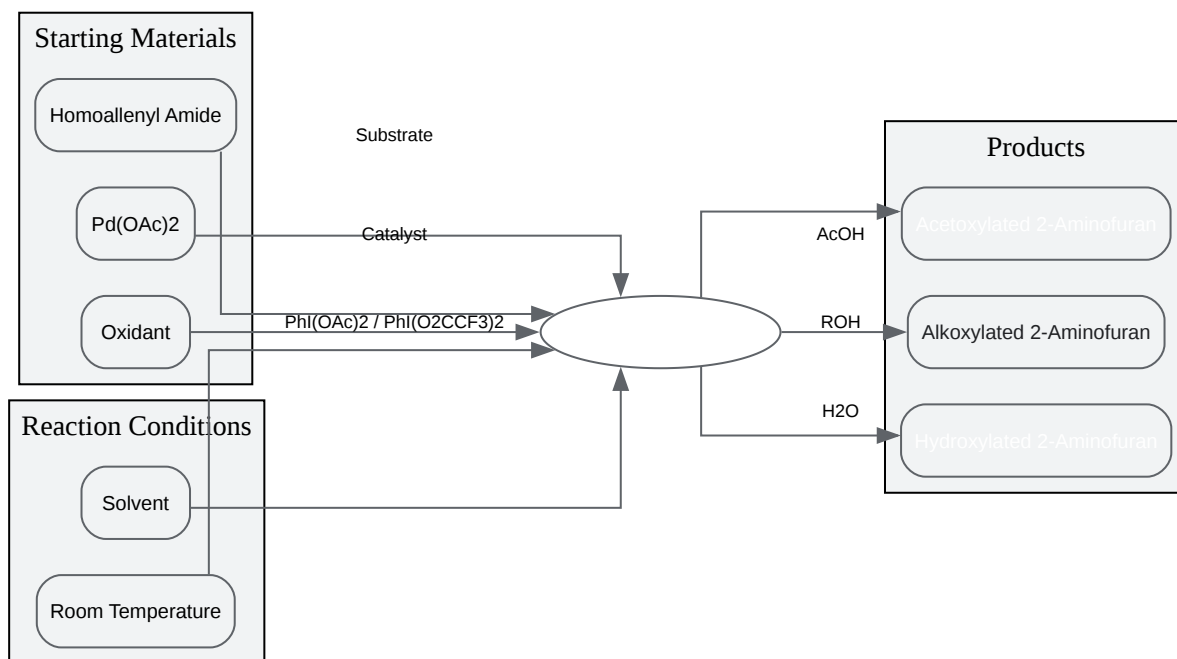 Starting Materials
Homoallenyl Amide
Pd(OAc)2
Oxidant
Reaction Conditions
Solvent
Room Temperature
Substrate
Catalyst
PhI(OAc)2 / PhI(O2CCF3)2
AcOH
ROH
H2O
Products
Acetoxylated 2-Aminofuran
Alkoxylated 2-Aminofuran
Hydroxylated 2-Aminofuran